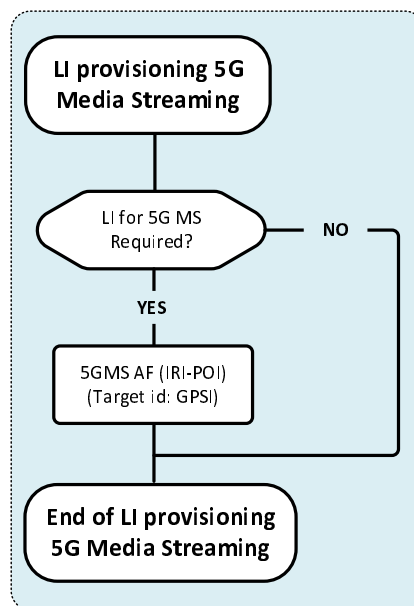 LI provisioning 5G
Media Streaming
LI for 5G MS
Required?
NO
YES
5GMS AF (IRI-POI)
(Target id: GPSI)
End of LI provisioning
5G Media Streaming